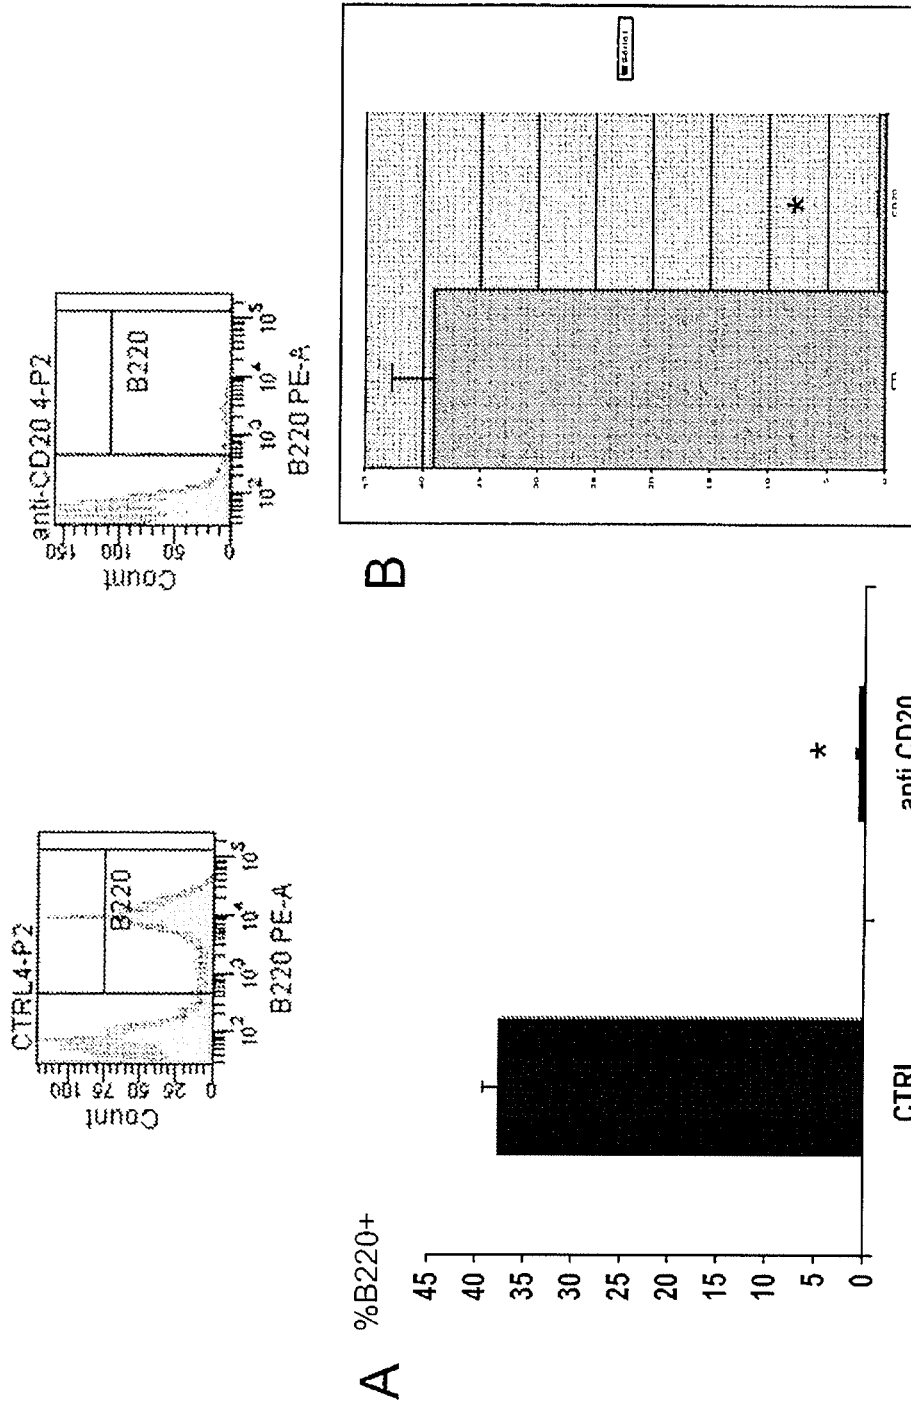 CTRL4-P2
Count
0 25 50 75 100
B220
10² 10³ 10⁴ 10⁵
B220 PE-A
anti-CD20 4-P2
Count
0 50 100 150
B220
10² 10³ 10⁴ 10⁵
B220 PE-A
A
%B220+
45
40
35
30
25
20
15
10
5
0
*
CTRL
anti CD20
B
*
CD20